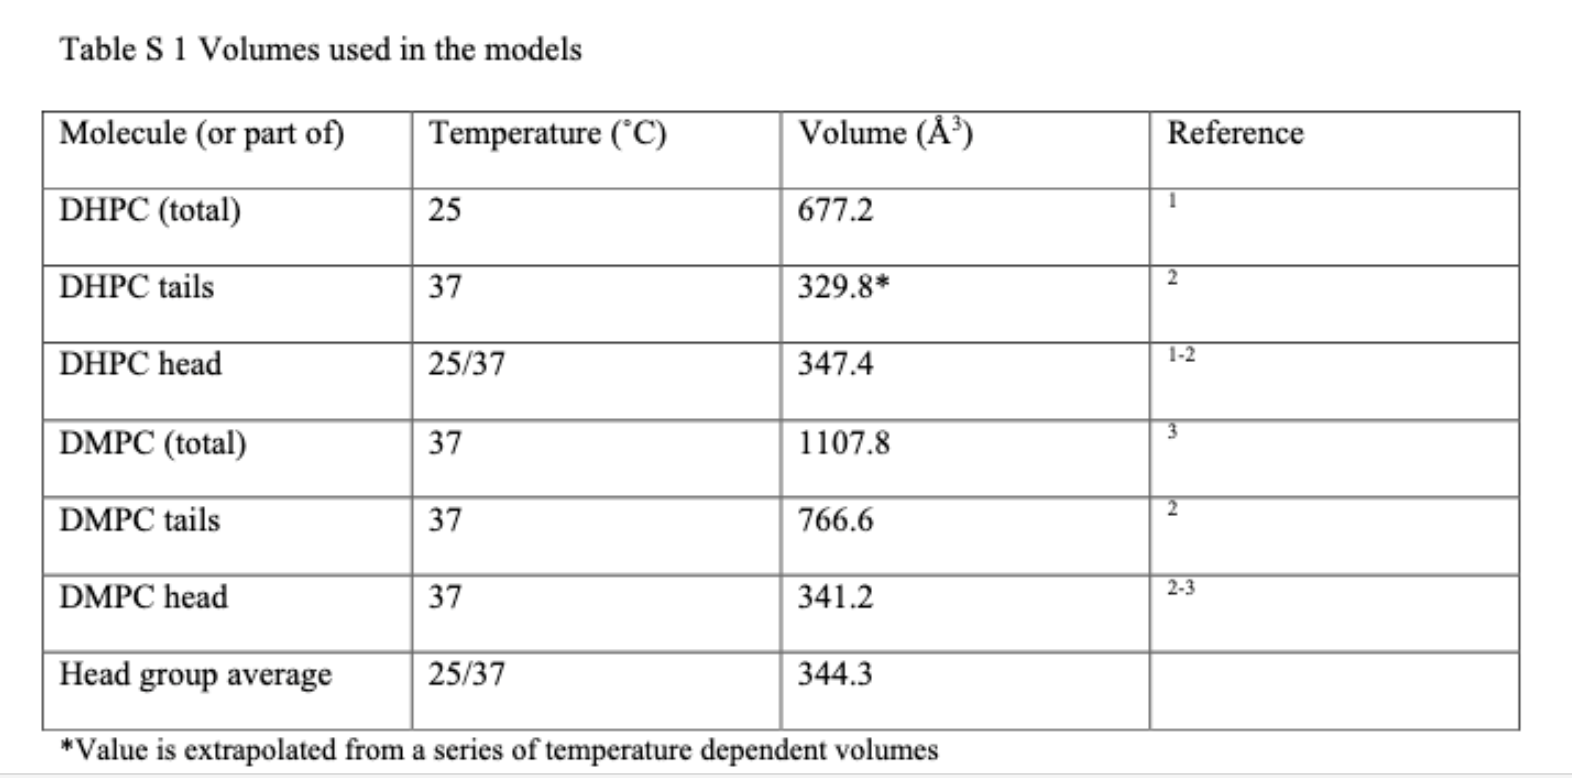 Table S 1 Volumes used in the models
Molecule (or part of) Temperature (˚C) Volume (Å³) Reference
DHPC (total) 25 677.2 1
DHPC tails 37 329.8* 2
DHPC head 25/37 347.4 1-2
DMPC (total) 37 1107.8 3
DMPC tails 37 766.6 2
DMPC head 37 341.2 2-3
Head group average 25/37 344.3
*Value is extrapolated from a series of temperature dependent volumes